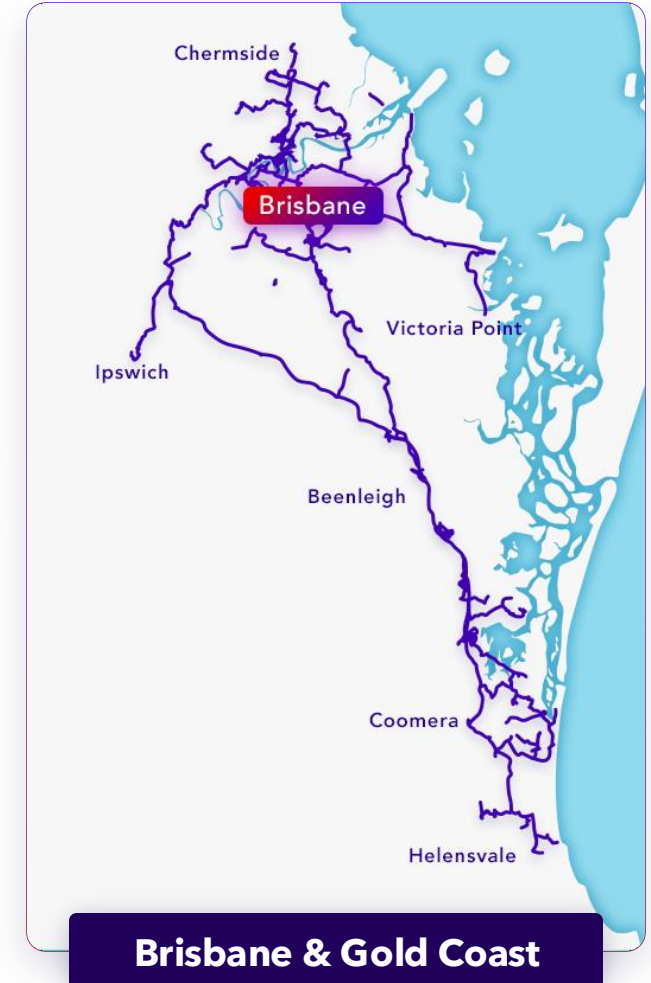 Chermside
Brisbane
Victoria Point
Ipswich
Beenleigh
Coomera
Helensvale
Brisbane & Gold Coast